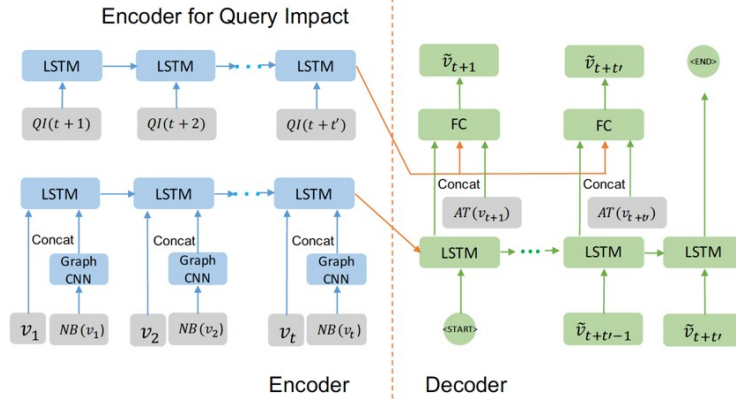 Encoder for Query Impact
LSTM LSTM LSTM
QI(t + 1) QI(t + 2) QI(t + t′)
LSTM LSTM LSTM
Concat Concat Concat
Graph CNN Graph CNN Graph CNN
v₁ NB(v₁) v₂ NB(v₂) vₜ NB(vₜ)
Encoder
ṽₜ₊₁ ṽₜ₊ₜ′ <END>
FC FC
Concat Concat
AT(vₜ₊₁) AT(vₜ₊ₜ′)
LSTM LSTM LSTM
<START> ṽₜ₊ₜ′₋₁ ṽₜ₊ₜ′
Decoder